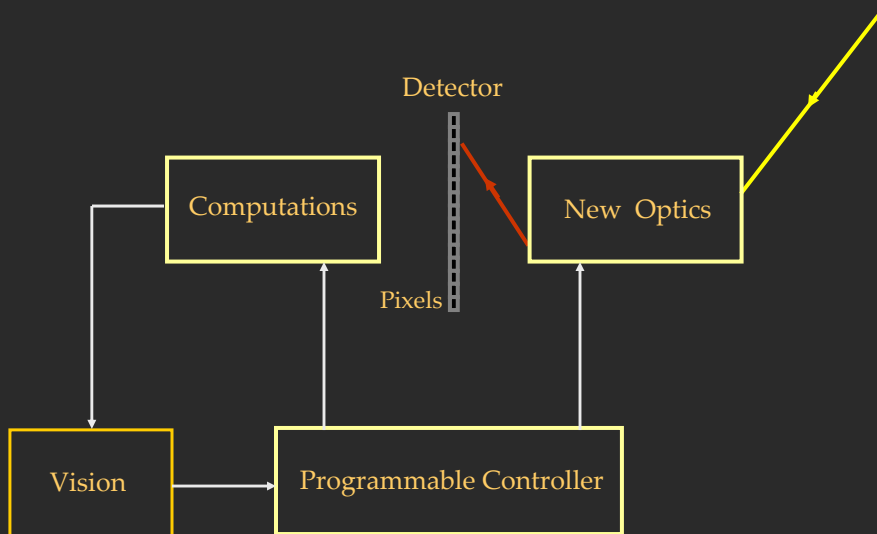 Detector
Computations
New Optics
Pixels
Vision
Programmable Controller